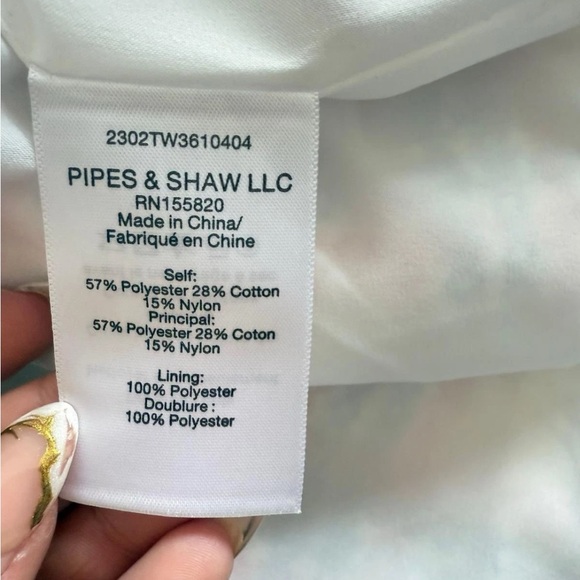 2302TW3610404
PIPES & SHAW LLC
RN155820
Made in China/
Fabriqué en Chine
Self:
57% Polyester 28% Cotton
15% Nylon
Principal:
57% Polyester 28% Coton
15% Nylon
Lining:
100% Polyester
Doublure :
100% Polyester